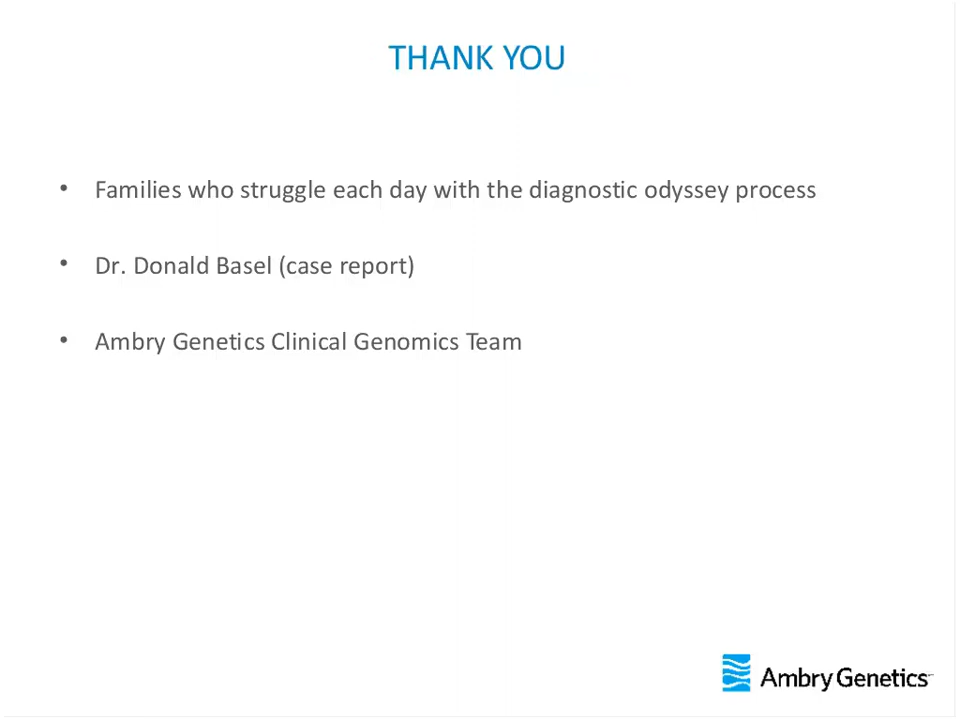 THANK YOU
• Families who struggle each day with the diagnostic odyssey process
• Dr. Donald Basel (case report)
• Ambry Genetics Clinical Genomics Team
Ambry Genetics